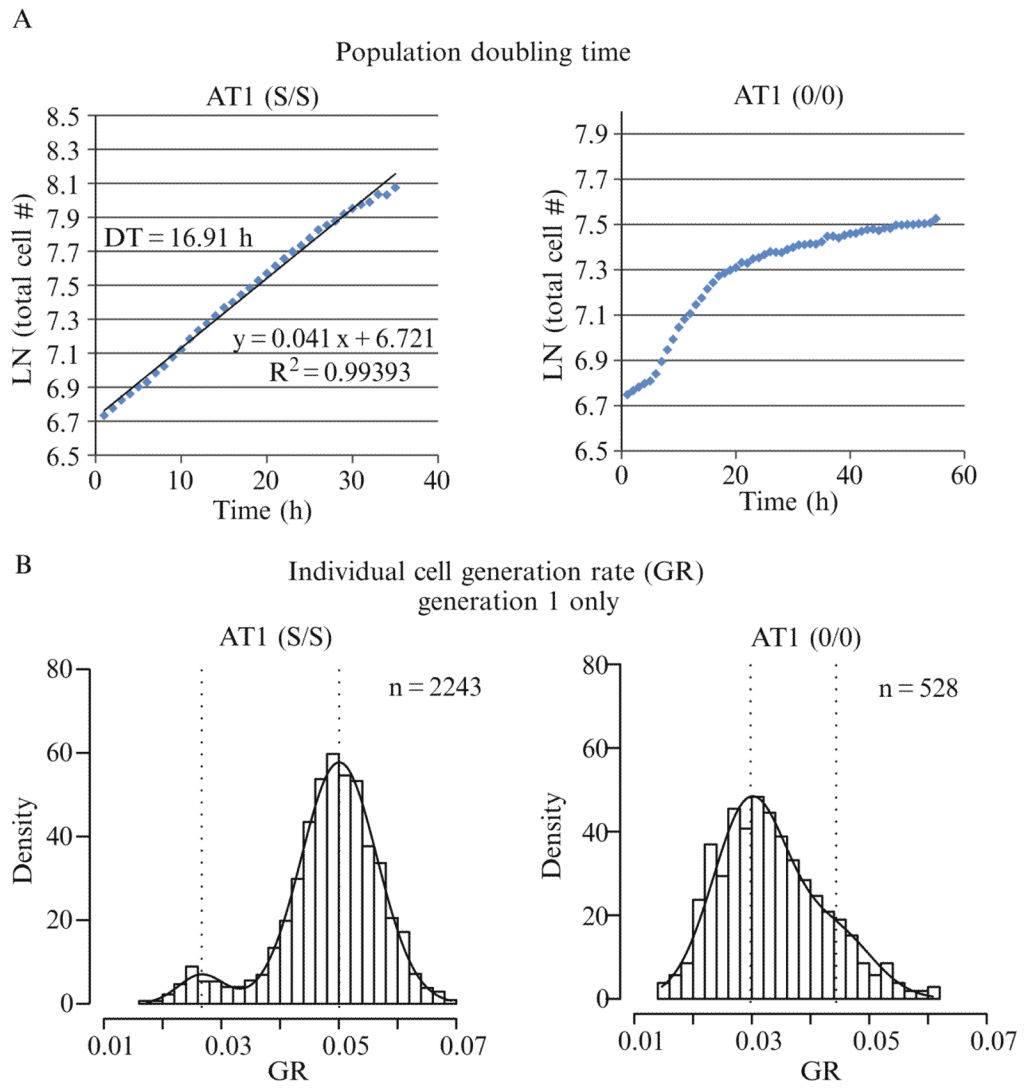 A
Population doubling time
AT1 (S/S)
LN (total cell #)
8.5
8.3
8.1
7.9
7.7
7.5
7.3
7.1
6.9
6.7
6.5
DT = 16.91 h
y = 0.041 x + 6.721
R² = 0.99393
0 10 20 30 40
Time (h)
AT1 (0/0)
LN (total cell #)
7.9
7.7
7.5
7.3
7.1
6.9
6.7
6.5
0 20 40 60
Time (h)
B
Individual cell generation rate (GR)
generation 1 only
AT1 (S/S)
n = 2243
Density
80
60
40
20
0
0.01 0.03 0.05 0.07
GR
AT1 (0/0)
n = 528
Density
80
60
40
20
0
0.01 0.03 0.05 0.07
GR